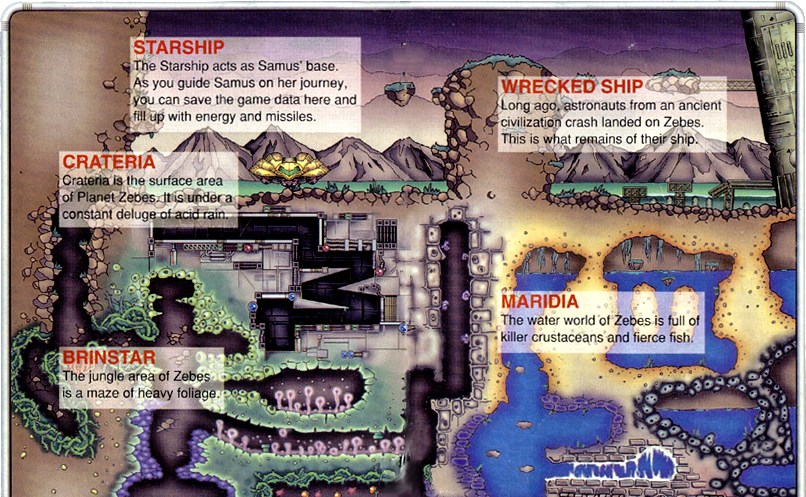 STARSHIP
The Starship acts as Samus' base.
As you guide Samus on her journey,
you can save the game data here and
fill up with energy and missiles.
WRECKED SHIP
Long ago, astronauts from an ancient
civilization crash landed on Zebes.
This is what remains of their ship.
CRATERIA
Crateria is the surface area
of Planet Zebes. It is under a
constant deluge of acid rain.
MARIDIA
The water world of Zebes is full of
killer crustaceans and fierce fish.
BRINSTAR
The jungle area of Zebes
is a maze of heavy foliage.